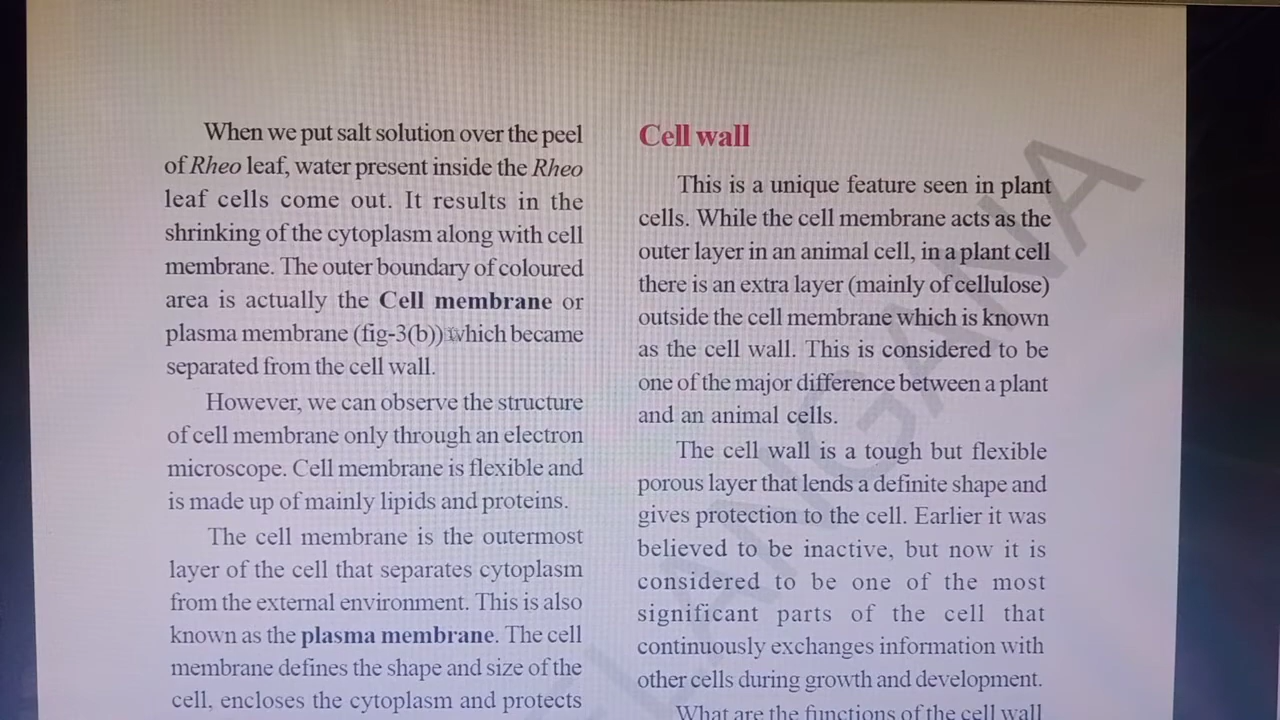 When we put salt solution over the peel
of Rheo leaf, water present inside the Rheo
leaf cells come out. It results in the
shrinking of the cytoplasm along with cell
membrane. The outer boundary of coloured
area is actually the Cell membrane or
plasma membrane (fig-3(b)) which became
separated from the cell wall.
However, we can observe the structure
of cell membrane only through an electron
microscope. Cell membrane is flexible and
is made up of mainly lipids and proteins.
The cell membrane is the outermost
layer of the cell that separates cytoplasm
from the external environment. This is also
known as the plasma membrane. The cell
membrane defines the shape and size of the
cell, encloses the cytoplasm and protects
Cell wall
This is a unique feature seen in plant
cells. While the cell membrane acts as the
outer layer in an animal cell, in a plant cell
there is an extra layer (mainly of cellulose)
outside the cell membrane which is known
as the cell wall. This is considered to be
one of the major difference between a plant
and an animal cells.
The cell wall is a tough but flexible
porous layer that lends a definite shape and
gives protection to the cell. Earlier it was
believed to be inactive, but now it is
considered to be one of the most
significant parts of the cell that
continuously exchanges information with
other cells during growth and development.
What are the functions of the cell wall